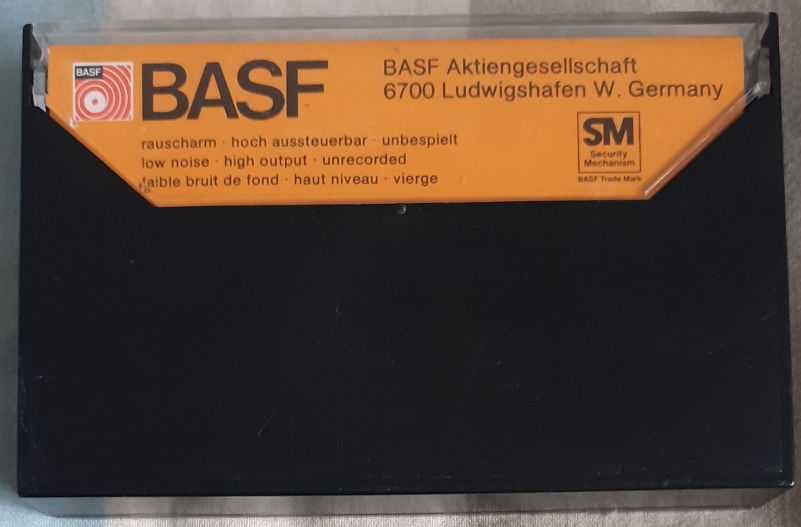 BASF
BASF
BASF Aktiengesellschaft
6700 Ludwigshafen W. Germany
rauscharm · hoch aussteuerbar · unbespielt
low noise · high output · unrecorded
faible bruit de fond · haut niveau · vierge
SM
Security
Mechanism
BASF Trade Mark